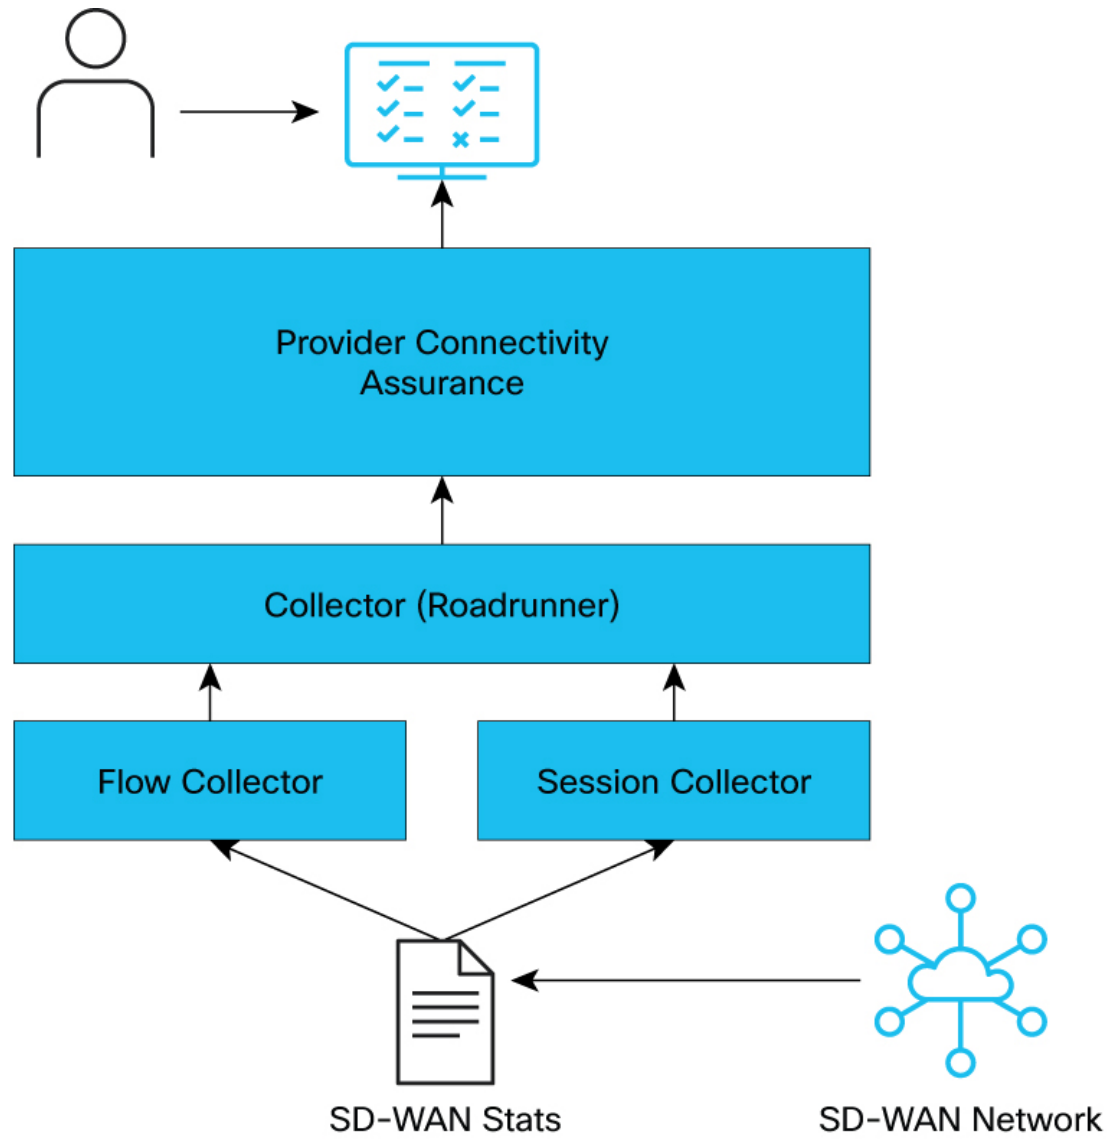 Provider Connectivity
Assurance
Collector (Roadrunner)
Flow Collector
Session Collector
SD-WAN Stats
SD-WAN Network